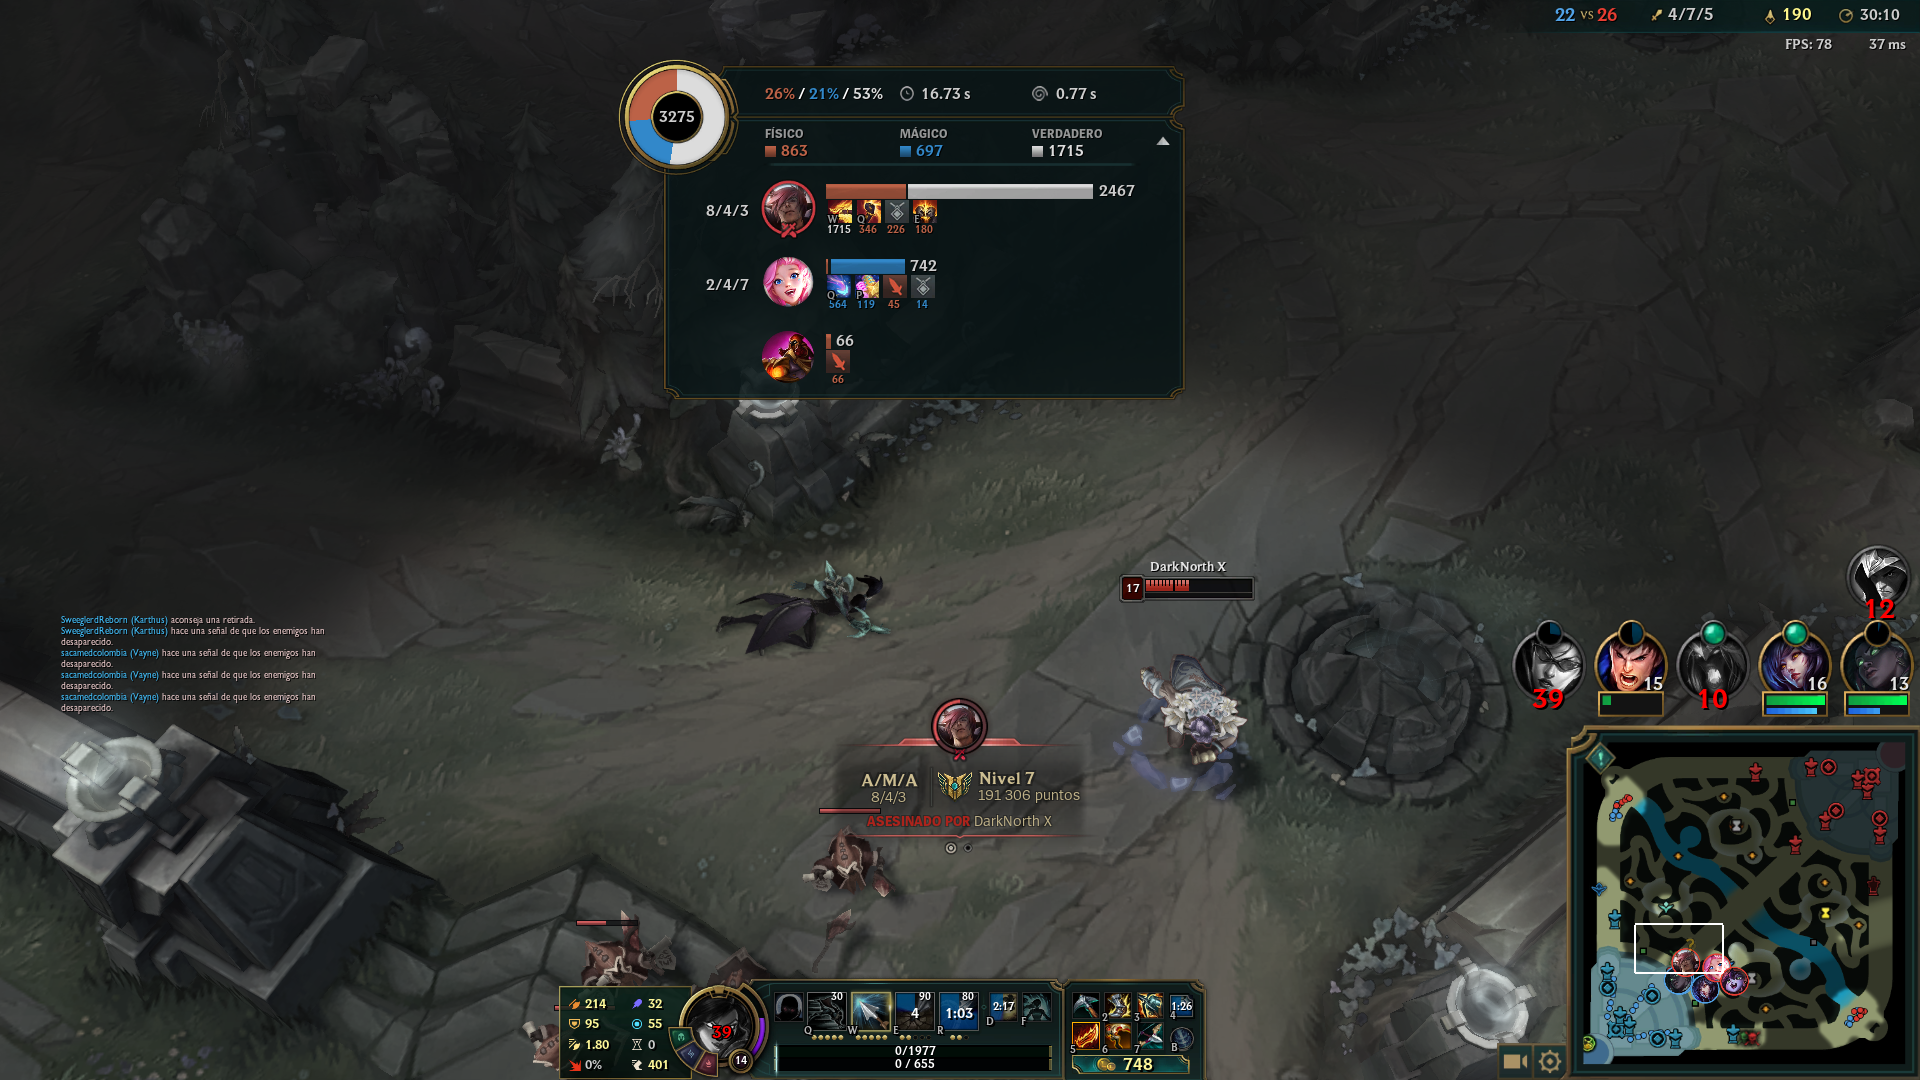 22 VS 26 4/7/5 190 30:10
FPS: 78 37 ms
3275 26% / 21% / 53% 16.73 s 0.77 s
FÍSICO MÁGICO VERDADERO
863 697 1715
8/4/3 2467
W Q E
1715 346 226 180
2/4/7 742
Q P
564 119 45 14
66
66
DarkNorth X
17
12
SweeglerdReborn (Karthus) aconseja una retirada.
SweeglerdReborn (Karthus) hace una señal de que los enemigos han
desaparecido.
sacamedcolombia (Vayne) hace una señal de que los enemigos han
desaparecido.
sacamedcolombia (Vayne) hace una señal de que los enemigos han
desaparecido.
sacamedcolombia (Vayne) hace una señal de que los enemigos han
desaparecido.
39 15 10 16 13
A/M/A Nivel 7
8/4/3 191 306 puntos
ASESINADO POR DarkNorth X
214 32
95 55
1.80 0
0% 401
39
14
30 90 80
4 1:03 2:17
Q W E R D F
0/1977
0 / 655
1:26
2 3 4
5 6 7 B
748